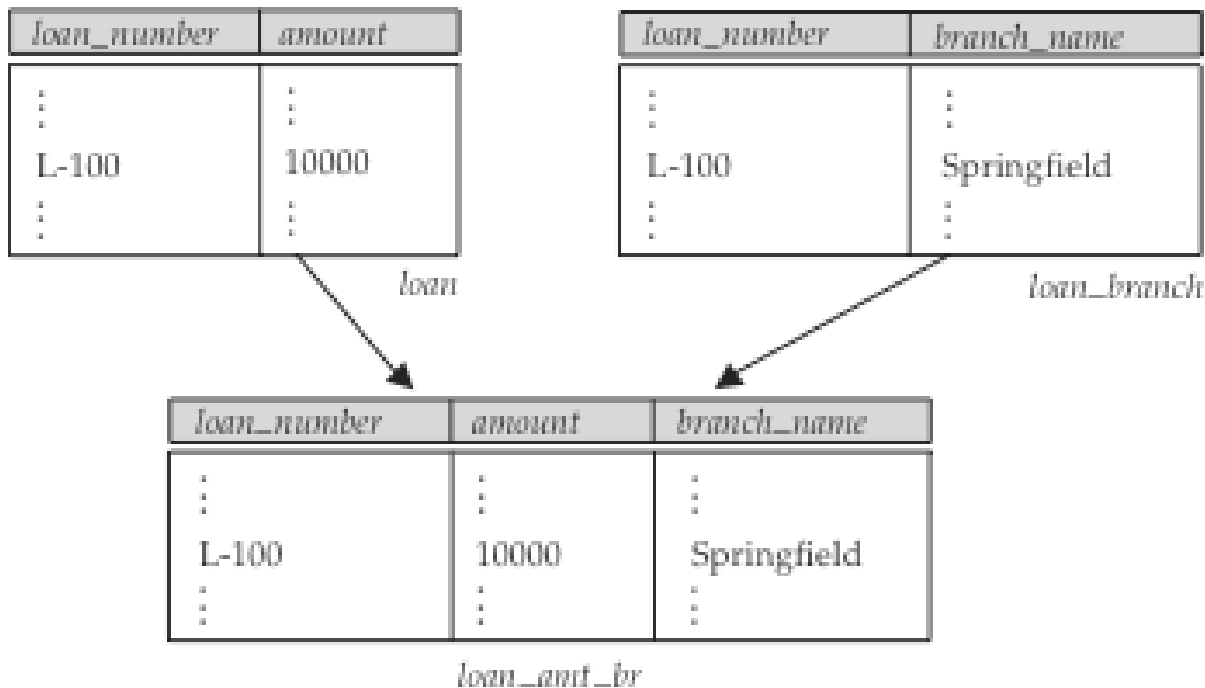 loan_number amount
⋮ ⋮
L-100 10000
⋮ ⋮
loan
loan_number branch_name
⋮ ⋮
L-100 Springfield
⋮ ⋮
loan_branch
loan_number amount branch_name
⋮ ⋮ ⋮
L-100 10000 Springfield
⋮ ⋮ ⋮
loan_amt_br